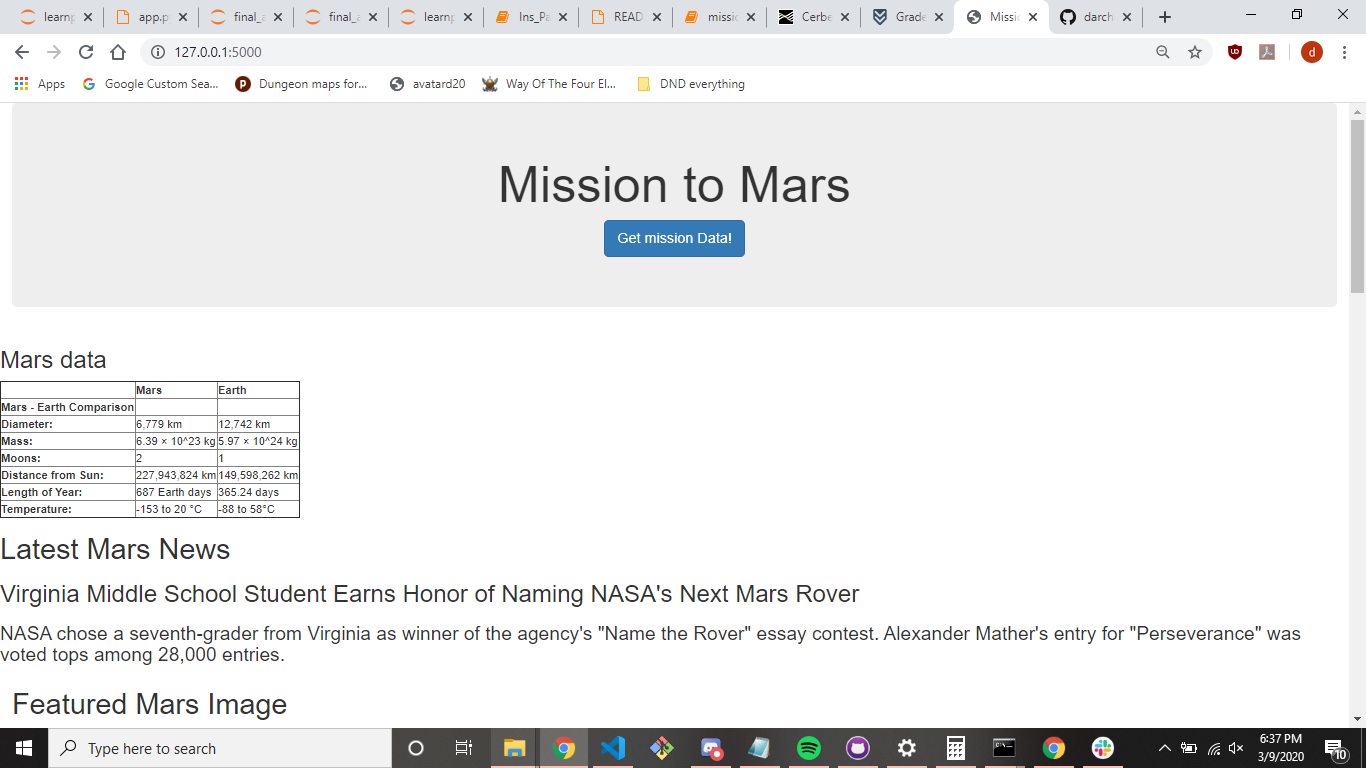 learnp
app.p
final_a
final_a
learnp
Ins_Pa
READ
missic
Cerbe
Grade
Missio
darch
127.0.0.1:5000
d
Apps
Google Custom Sea...
Dungeon maps for...
avatard20
Way Of The Four El...
DND everything
Mission to Mars
Get mission Data!
Mars data
Mars Earth
Mars - Earth Comparison
Diameter: 6,779 km 12,742 km
Mass: 6.39 × 10^23 kg 5.97 × 10^24 kg
Moons: 2 1
Distance from Sun: 227,943,824 km 149,598,262 km
Length of Year: 687 Earth days 365.24 days
Temperature: -153 to 20 °C -88 to 58°C
Latest Mars News
Virginia Middle School Student Earns Honor of Naming NASA's Next Mars Rover
NASA chose a seventh-grader from Virginia as winner of the agency's "Name the Rover" essay contest. Alexander Mather's entry for "Perseverance" was
voted tops among 28,000 entries.
Featured Mars Image
Type here to search
6:37 PM
3/9/2020
10